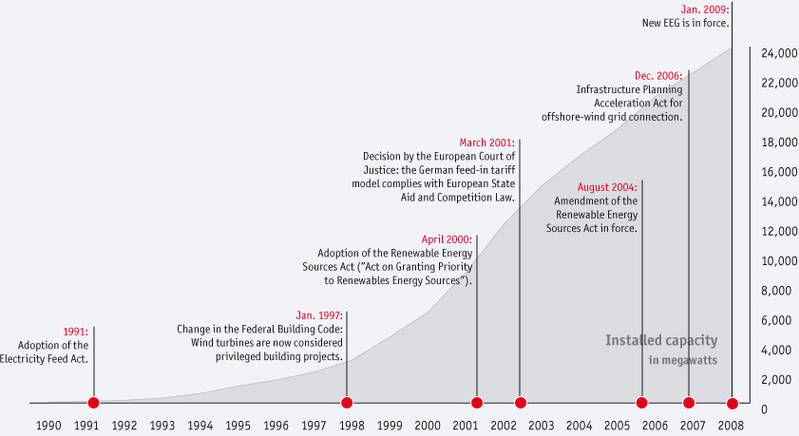 Jan. 2009:
New EEG is in force.
24,000
Dec. 2006:
22,000
Infrastructure Planning
Acceleration Act for
offshore-wind grid connection.
20,000
March 2001:
18,000
Decision by the European Court of
Justice: the German feed-in tariff
model complies with European State
Aid and Competition Law.
16,000
August 2004:
Amendment of the
Renewable Energy
Sources Act in force.
14,000
12,000
April 2000:
Adoption of the Renewable Energy
Sources Act ("Act on Granting Priority
to Renewables Energy Sources").
10,000
8,000
Jan. 1997:
Change in the Federal Building Code:
Wind turbines are now considered
privileged building projects.
6,000
1991:
Adoption of the
Electricity Feed Act.
Installed capacity
in megawatts
4,000
2,000
0
1990 1991 1992 1993 1994 1995 1996 1997 1998 1999 2000 2001 2002 2003 2004 2005 2006 2007 2008